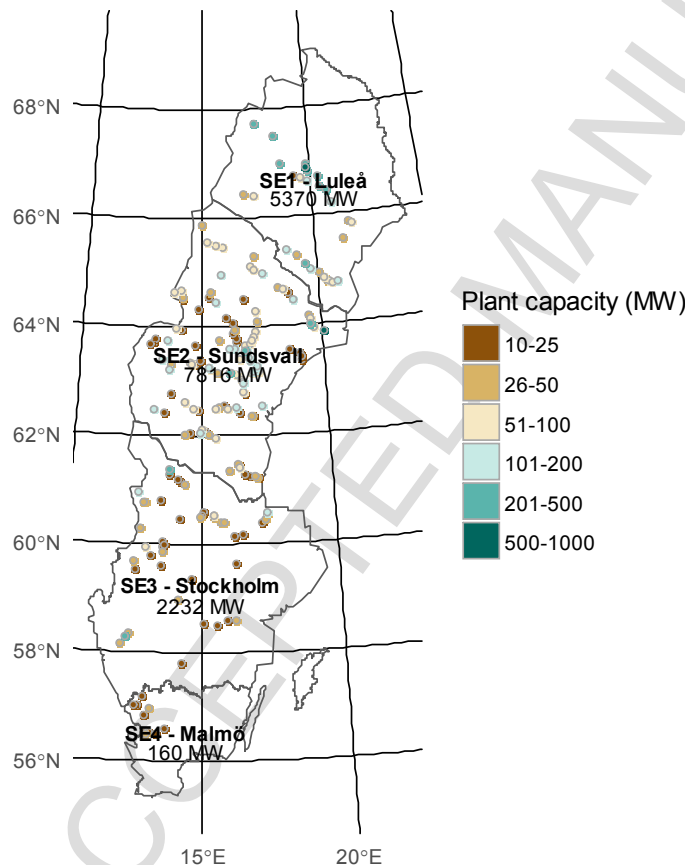 68°N
66°N
64°N
62°N
60°N
58°N
56°N
15°E
20°E
SE1 - Luleå
5370 MW
SE2 - Sundsvall
7816 MW
SE3 - Stockholm
2232 MW
SE4 - Malmö
160 MW
Plant capacity (MW)
10-25
26-50
51-100
101-200
201-500
500-1000
CCEPTED MANU